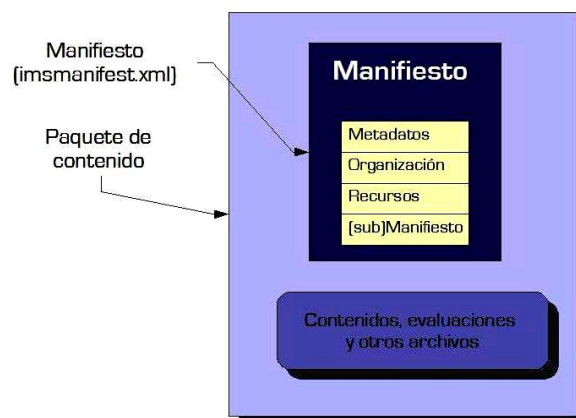 Manifiesto
(imsmanifest.xml)
Paquete de
contenido
Manifiesto
Metadatos
Organización
Recursos
(sub)Manifiesto
Contenidos, evaluaciones
y otros archivos